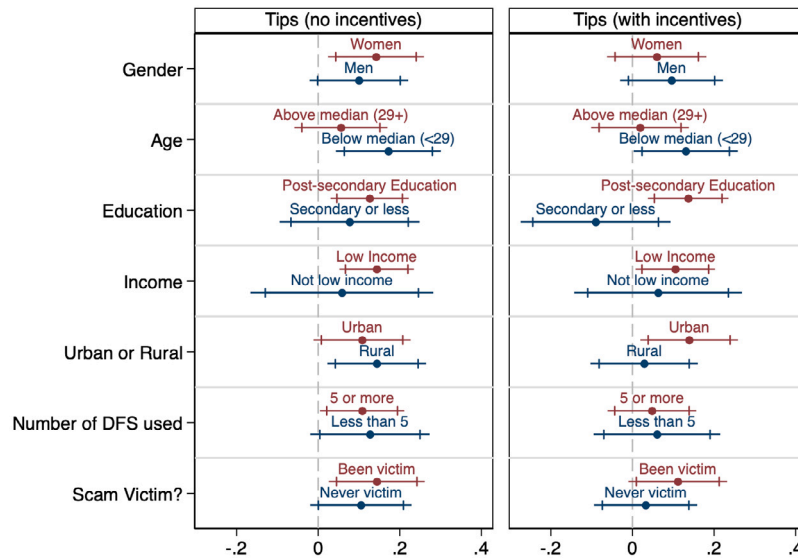 Tips (no incentives) Tips (with incentives)
Gender
Women
Men
Women
Men
Age
Above median (29+)
Below median (<29)
Above median (29+)
Below median (<29)
Education
Post-secondary Education
Secondary or less
Post-secondary Education
Secondary or less
Income
Low Income
Not low income
Low Income
Not low income
Urban or Rural
Urban
Rural
Urban
Rural
Number of DFS used
5 or more
Less than 5
5 or more
Less than 5
Scam Victim?
Been victim
Never victim
Been victim
Never victim
-.2 0 .2 .4 -.2 0 .2 .4